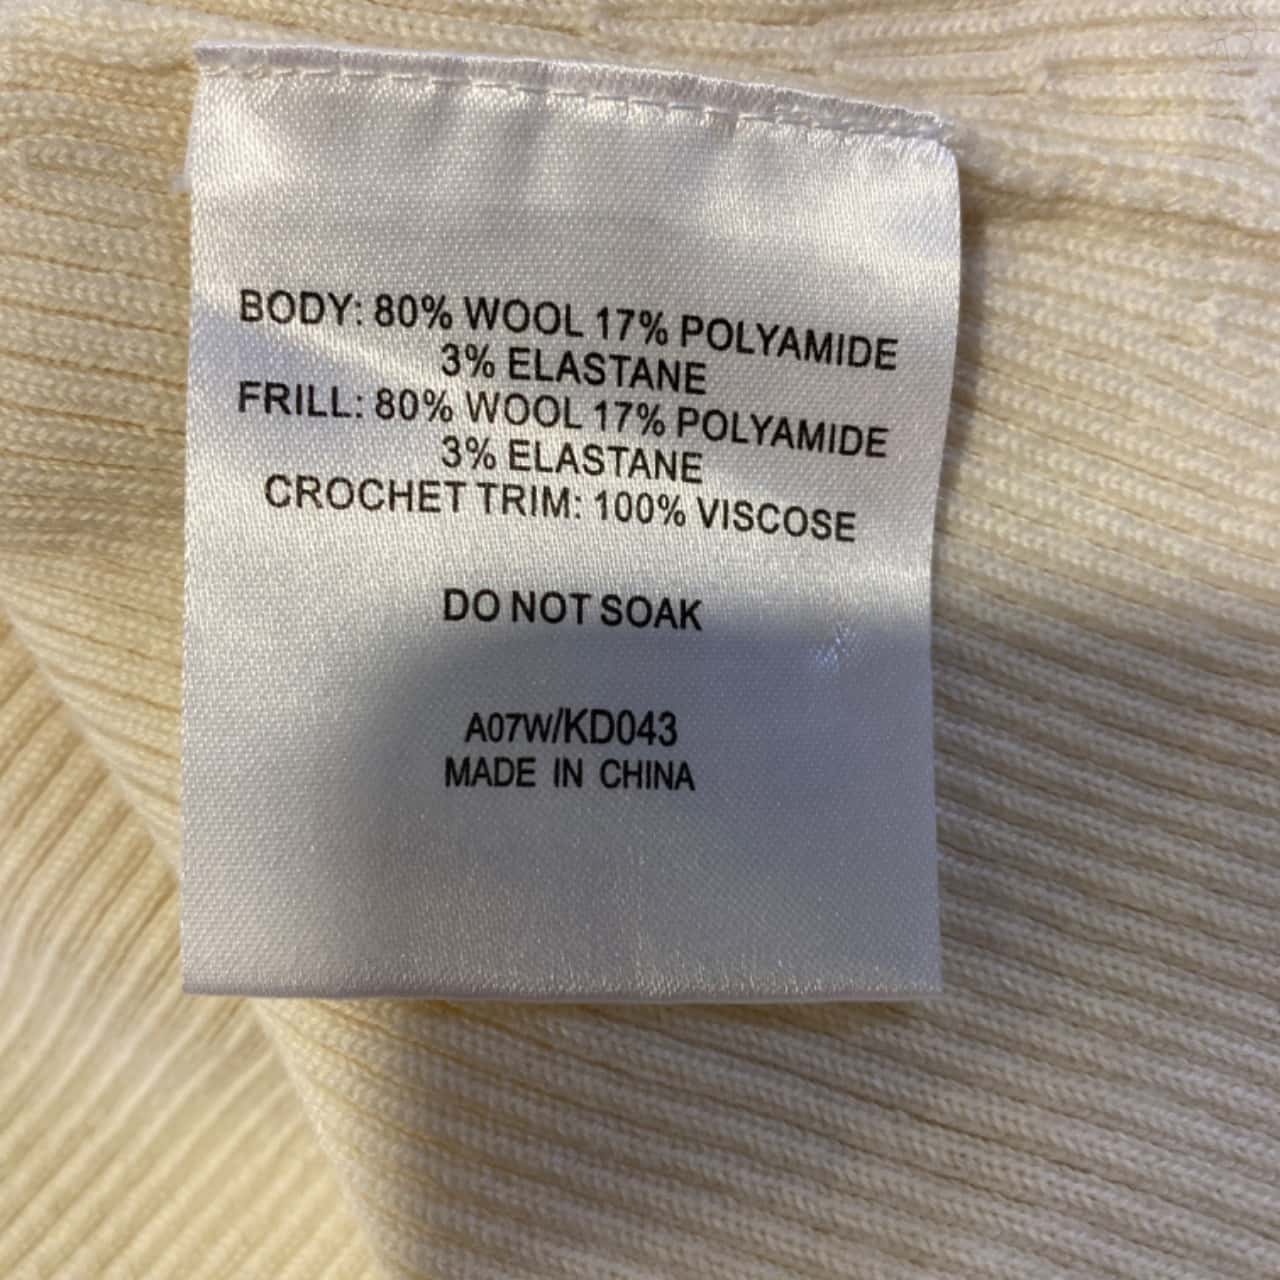 BODY: 80% WOOL 17% POLYAMIDE
3% ELASTANE
FRILL: 80% WOOL 17% POLYAMIDE
3% ELASTANE
CROCHET TRIM: 100% VISCOSE
DO NOT SOAK
A07W/KD043
MADE IN CHINA